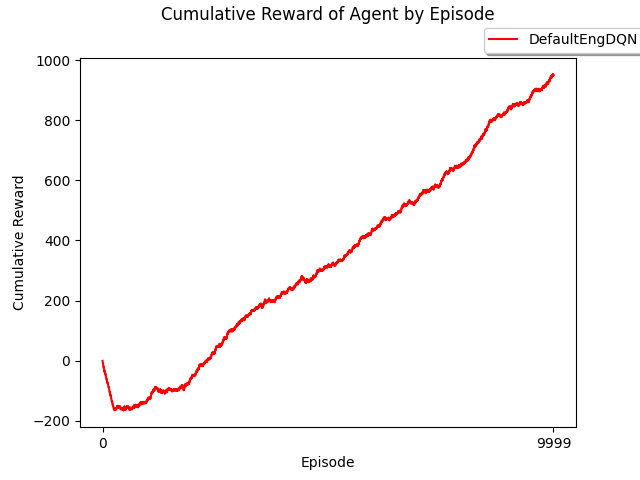 Cumulative Reward of Agent by Episode
DefaultEngDQN
1000
800
600
400
200
0
−200
Cumulative Reward
0
9999
Episode